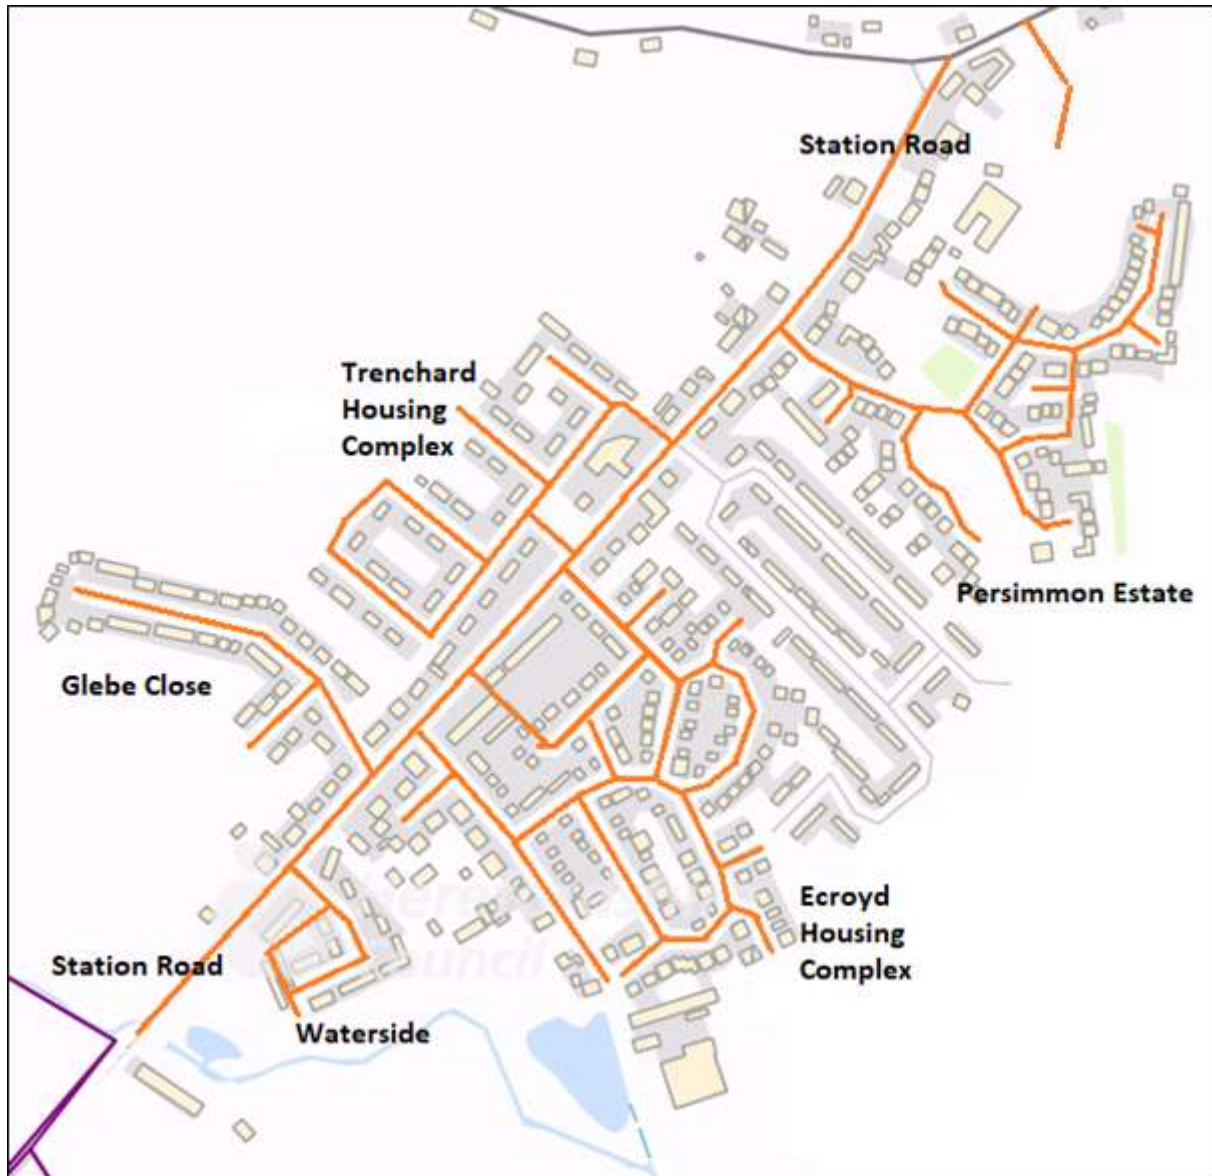 Station Road
Trenchard
Housing
Complex
Persimmon Estate
Glebe Close
Ecroyd
Housing
Complex
Station Road
Waterside